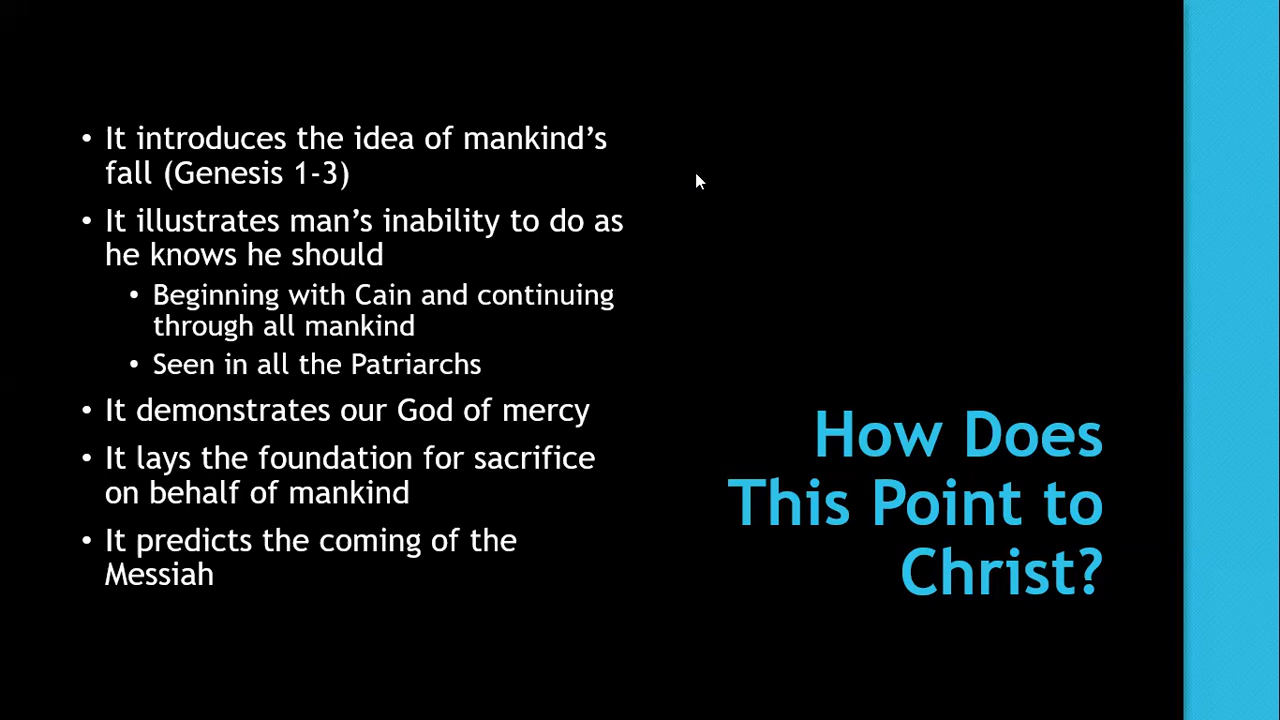 • It introduces the idea of mankind’s
fall (Genesis 1-3)
• It illustrates man’s inability to do as
he knows he should
• Beginning with Cain and continuing
through all mankind
• Seen in all the Patriarchs
• It demonstrates our God of mercy
• It lays the foundation for sacrifice
on behalf of mankind
• It predicts the coming of the
Messiah
How Does
This Point to
Christ?